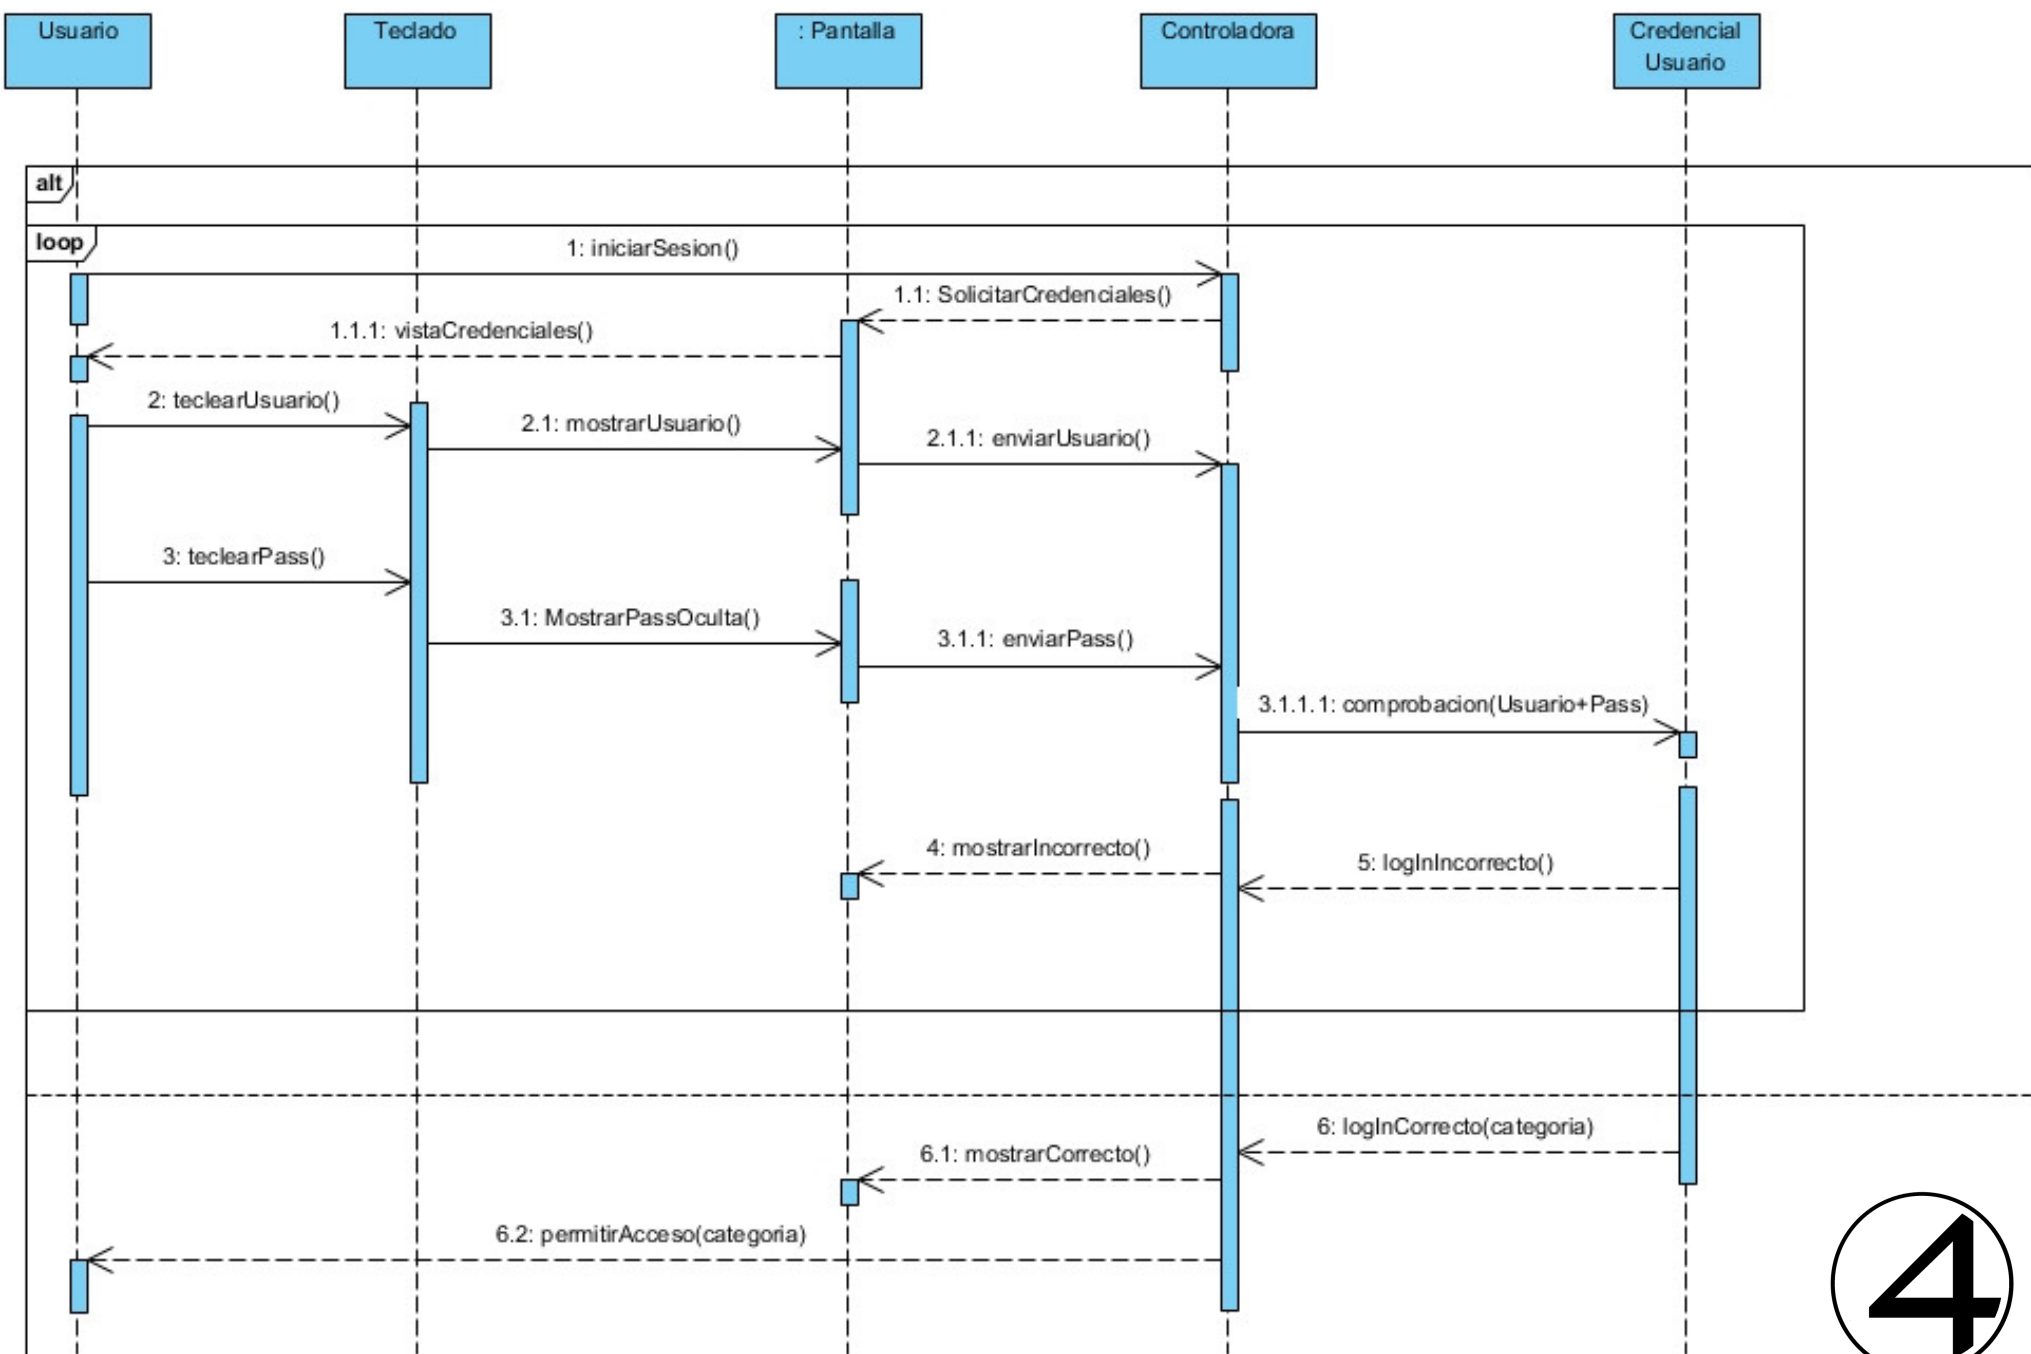 Usuario
Teclado
: Pantalla
Controladora
Credencial
Usuario
alt
loop
1: iniciarSesion()
1.1: SolicitarCredenciales()
1.1.1: vistaCredenciales()
2: teclearUsuario()
2.1: mostrarUsuario()
2.1.1: enviarUsuario()
3: teclearPass()
3.1: MostrarPassOculta()
3.1.1: enviarPass()
3.1.1.1: comprobacion(Usuario+Pass)
4: mostrarIncorrecto()
5: logInIncorrecto()
6: logInCorrecto(categoria)
6.1: mostrarCorrecto()
6.2: permitirAcceso(categoria)
4